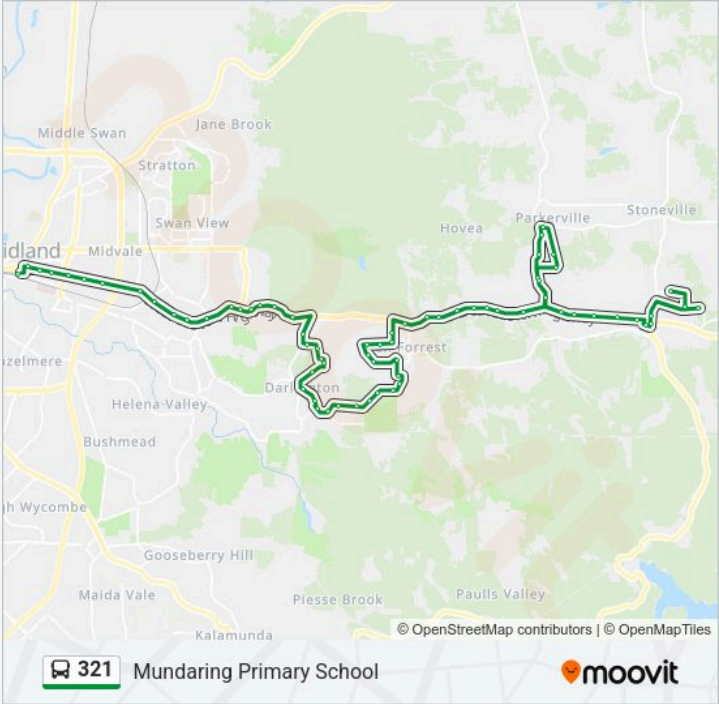 Middle Swan
Jane Brook
Stratton
Swan View
Hovea
Parkerville
Stoneville
idland
Midvale
azelmere
Forrest
Helena Valley
Bushmead
gh Wycombe
Gooseberry Hill
Maida Vale
Piesse Brook
Paulls Valley
Kalamunda
© OpenStreetMap contributors | © OpenMapTiles
321 Mundaring Primary School
moovit